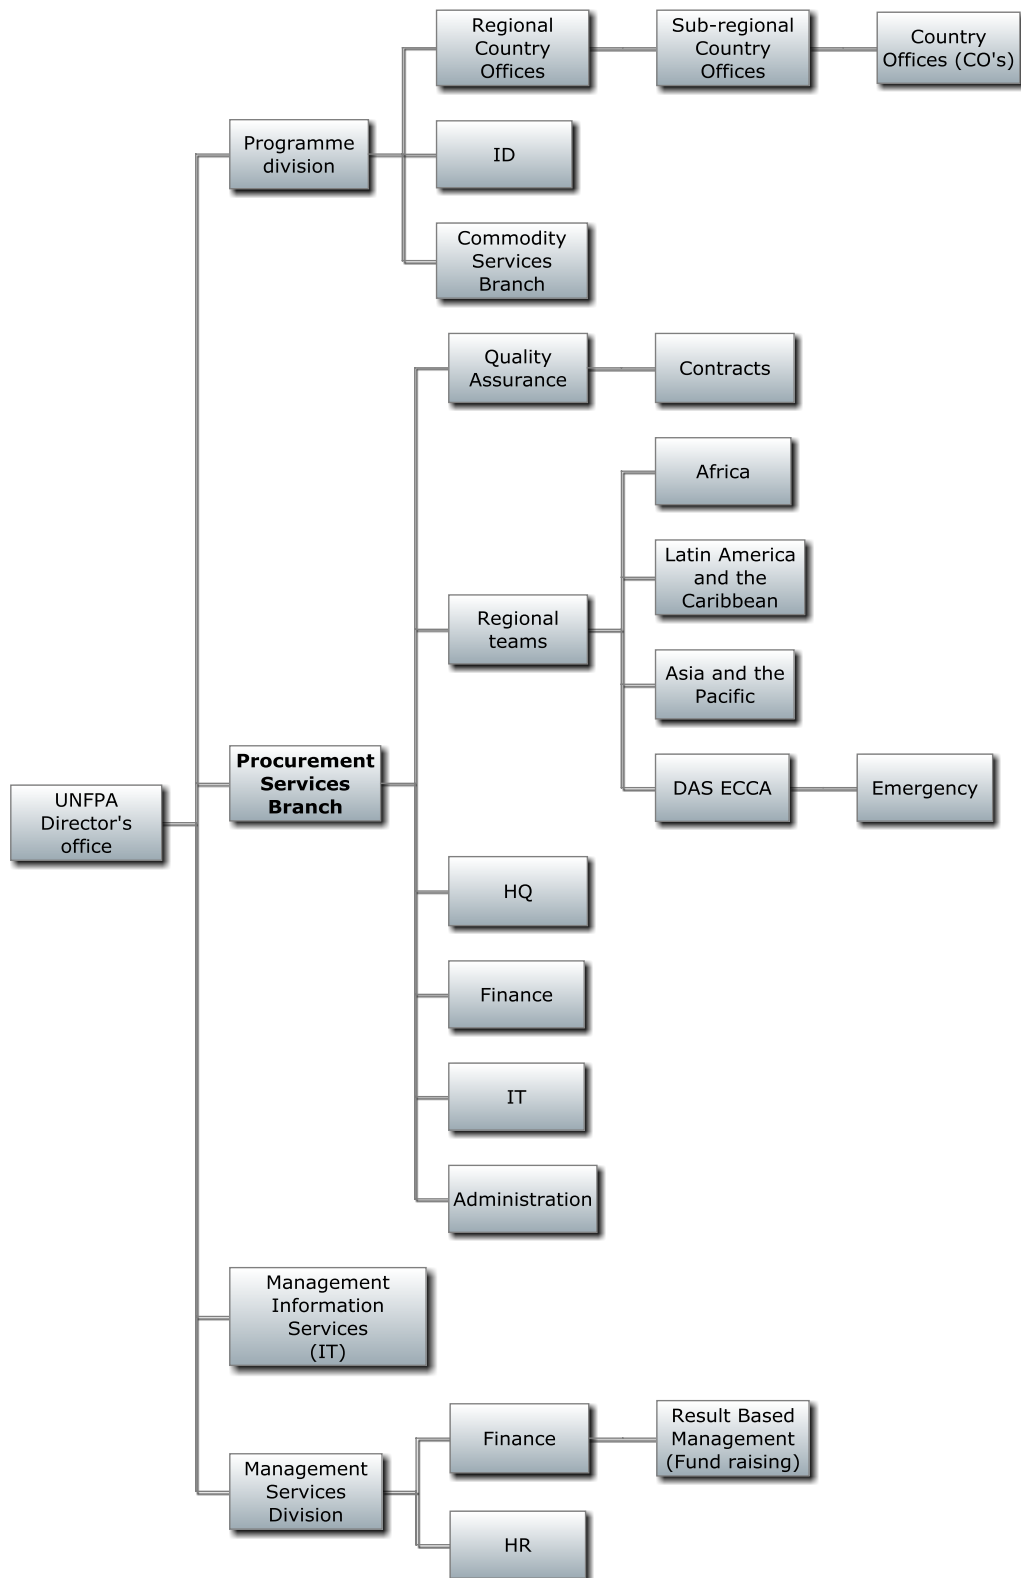 Regional
Country
Offices
Sub-regional
Country
Offices
Country
Offices (CO's)
Programme
division
ID
Commodity
Services
Branch
Quality
Assurance
Contracts
Africa
Latin America
and the
Caribbean
Regional
teams
Asia and the
Pacific
Procurement
Services
Branch
DAS ECCA
Emergency
UNFPA
Director's
office
HQ
Finance
IT
Administration
Management
Information
Services
(IT)
Finance
Result Based
Management
(Fund raising)
Management
Services
Division
HR